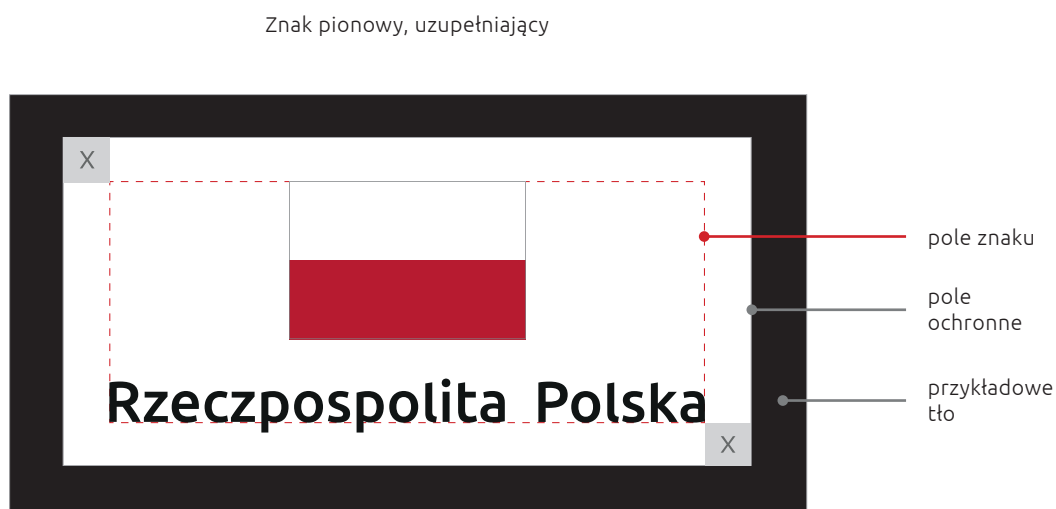 Znak pionowy, uzupełniający
X
pole znaku
pole
ochronne
przykładowe
tło
Rzeczpospolita Polska
X